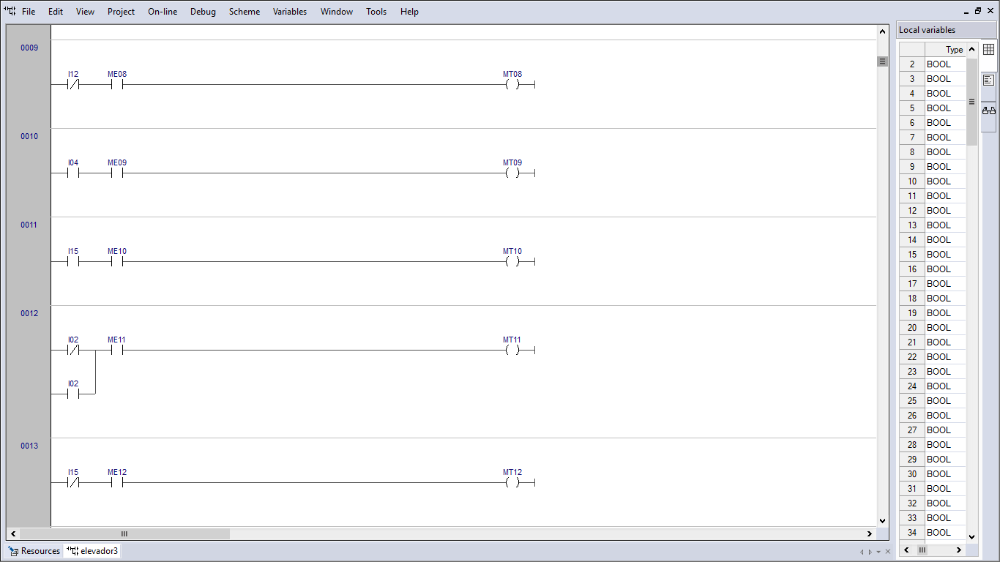 File Edit View Project On-line Debug Scheme Variables Window Tools Help
0009
I12 ME08 MT08
0010
I04 ME09 MT09
0011
I15 ME10 MT10
0012
I02 ME11 MT11
I02
0013
I15 ME12 MT12
Resources elevador3
Local variables
Type
2 BOOL
3 BOOL
4 BOOL
5 BOOL
6 BOOL
7 BOOL
8 BOOL
9 BOOL
10 BOOL
11 BOOL
12 BOOL
13 BOOL
14 BOOL
15 BOOL
16 BOOL
17 BOOL
18 BOOL
19 BOOL
20 BOOL
21 BOOL
22 BOOL
23 BOOL
24 BOOL
25 BOOL
26 BOOL
27 BOOL
28 BOOL
29 BOOL
30 BOOL
31 BOOL
32 BOOL
33 BOOL
34 BOOL